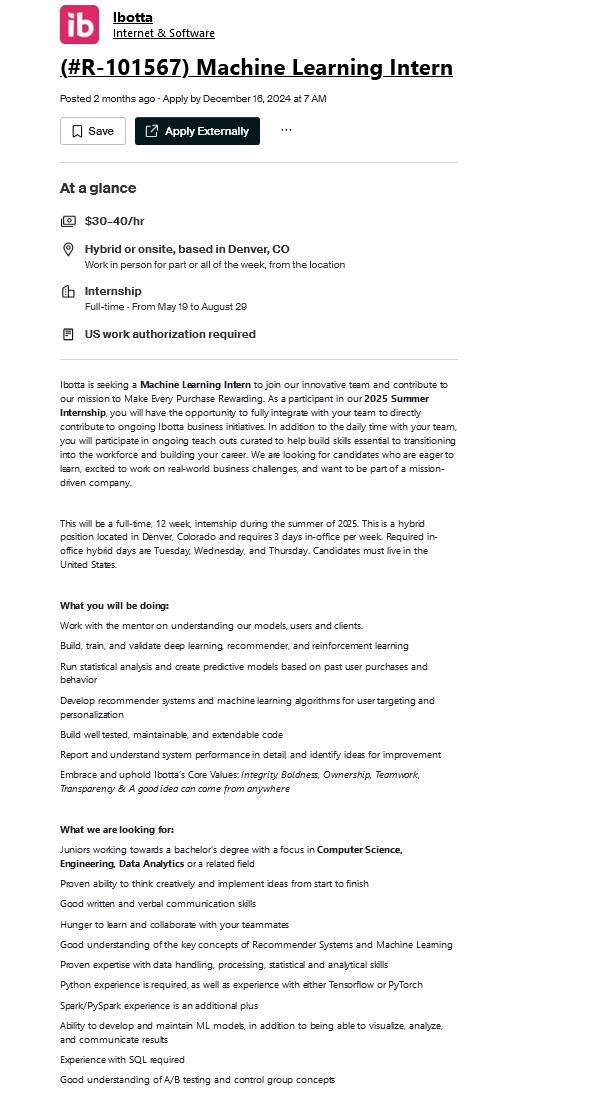 ib
Ibotta
Internet & Software
(#R-101567) Machine Learning Intern
Posted 2 months ago · Apply by December 16, 2024 at 7 AM
Save
Apply Externally
···
At a glance
$30–40/hr
Hybrid or onsite, based in Denver, CO
Work in person for part or all of the week, from the location
Internship
Full-time · From May 19 to August 29
US work authorization required
Ibotta is seeking a Machine Learning Intern to join our innovative team and contribute to
our mission to Make Every Purchase Rewarding. As a participant in our 2025 Summer
Internship, you will have the opportunity to fully integrate with your team to directly
contribute to ongoing Ibotta business initiatives. In addition to the daily time with your team,
you will participate in ongoing teach outs curated to help build skills essential to transitioning
into the workforce and building your career. We are looking for candidates who are eager to
learn, excited to work on real-world business challenges, and want to be part of a mission-
driven company.
This will be a full-time, 12 week, internship during the summer of 2025. This is a hybrid
position located in Denver, Colorado and requires 3 days in-office per week. Required in-
office hybrid days are Tuesday, Wednesday, and Thursday. Candidates must live in the
United States.
What you will be doing:
Work with the mentor on understanding our models, users and clients.
Build, train, and validate deep learning, recommender, and reinforcement learning
Run statistical analysis and create predictive models based on past user purchases and
behavior
Develop recommender systems and machine learning algorithms for user targeting and
personalization
Build well tested, maintainable, and extendable code
Report and understand system performance in detail, and identify ideas for improvement
Embrace and uphold Ibotta's Core Values: Integrity, Boldness, Ownership, Teamwork,
Transparency & A good idea can come from anywhere
What we are looking for:
Juniors working towards a bachelor's degree with a focus in Computer Science,
Engineering, Data Analytics or a related field
Proven ability to think creatively and implement ideas from start to finish
Good written and verbal communication skills
Hunger to learn and collaborate with your teammates
Good understanding of the key concepts of Recommender Systems and Machine Learning
Proven expertise with data handling, processing, statistical and analytical skills
Python experience is required, as well as experience with either Tensorflow or PyTorch
Spark/PySpark experience is an additional plus
Ability to develop and maintain ML models, in addition to being able to visualize, analyze,
and communicate results
Experience with SQL required
Good understanding of A/B testing and control group concepts